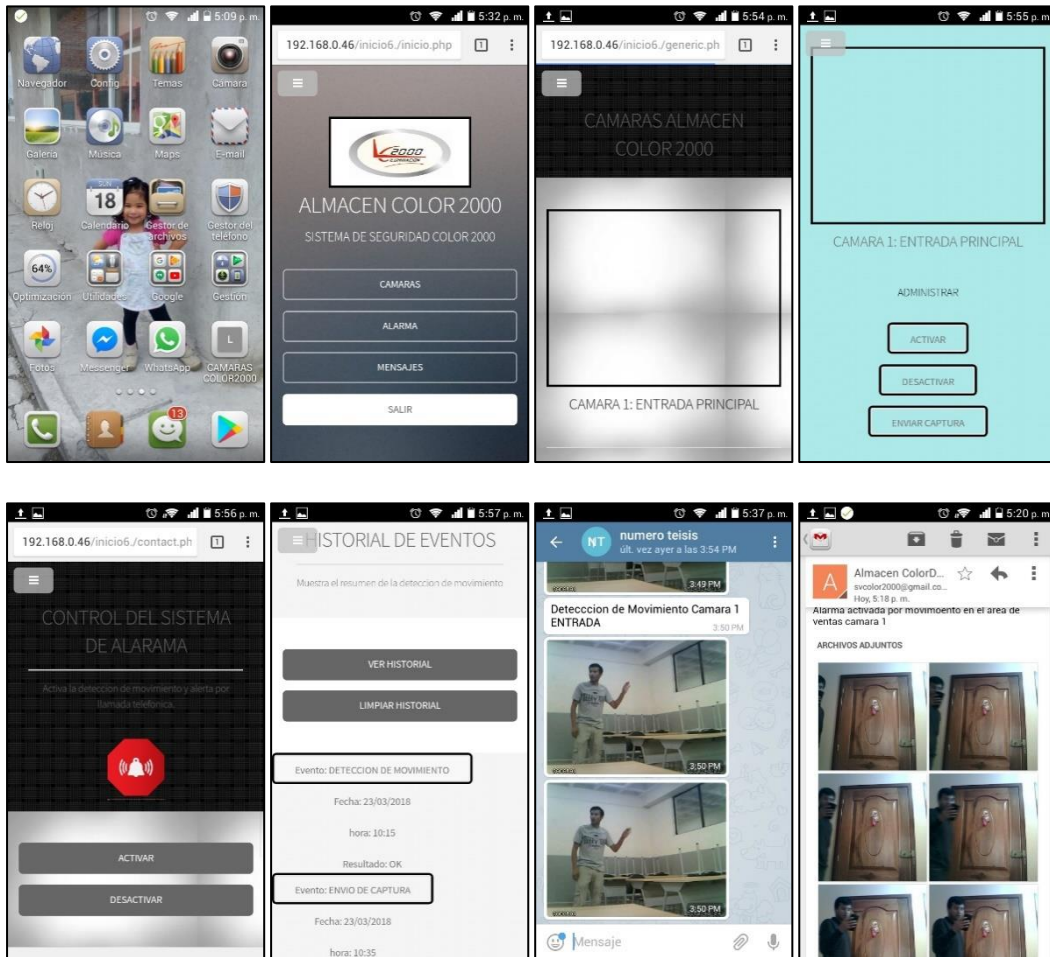 5:09 p. m.
Navegador Config Temas Cámara
Galería Música Maps E-mail
SUN
18
Reloj Calendario Gestor de archivos Gestor del teléfono
64%
Optimización Utilidades Google Gestión
L
Fotos Messenger WhatsApp CAMARAS COLOR2000
13
5:32 p. m.
192.168.0.46/inicio6./inicio.php
1
2000
ILUMINACIÓN
ALMACEN COLOR 2000
SISTEMA DE SEGURIDAD COLOR 2000
CAMARAS
ALARMA
MENSAJES
SALIR
5:54 p. m.
192.168.0.46/inicio6./generic.ph
1
CAMARAS ALMACEN
COLOR 2000
CAMARA 1: ENTRADA PRINCIPAL
5:55 p. m.
CAMARA 1: ENTRADA PRINCIPAL
ADMINISTRAR
ACTIVAR
DESACTIVAR
ENVIAR CAPTURA
5:56 p. m.
192.168.0.46/inicio6./contact.ph
1
CONTROL DEL SISTEMA
DE ALARAMA
Activa la deteccion de movimiento y alerta por
llamada telefonica.
ACTIVAR
DESACTIVAR
5:57 p. m.
HISTORIAL DE EVENTOS
Muestra el resumen de la deteccion de movimiento
VER HISTORIAL
LIMPIAR HISTORIAL
Evento: DETECCION DE MOVIMIENTO
Fecha: 23/03/2018
hora: 10:15
Resultado: OK
Evento: ENVIO DE CAPTURA
Fecha: 23/03/2018
hora: 10:35
5:37 p. m.
NT
numero teisis
últ. vez ayer a las 3:54 PM
3:49 PM
Deteccción de Movimiento Camara 1
ENTRADA
3:50 PM
3:50 PM
3:50 PM
Mensaje
5:20 p. m.
A
Almacen ColorD...
svcolor2000@gmail.co...
Hoy, 5:18 p. m.
Alarma activada por movimoento en el area de
ventas camara 1
ARCHIVOS ADJUNTOS